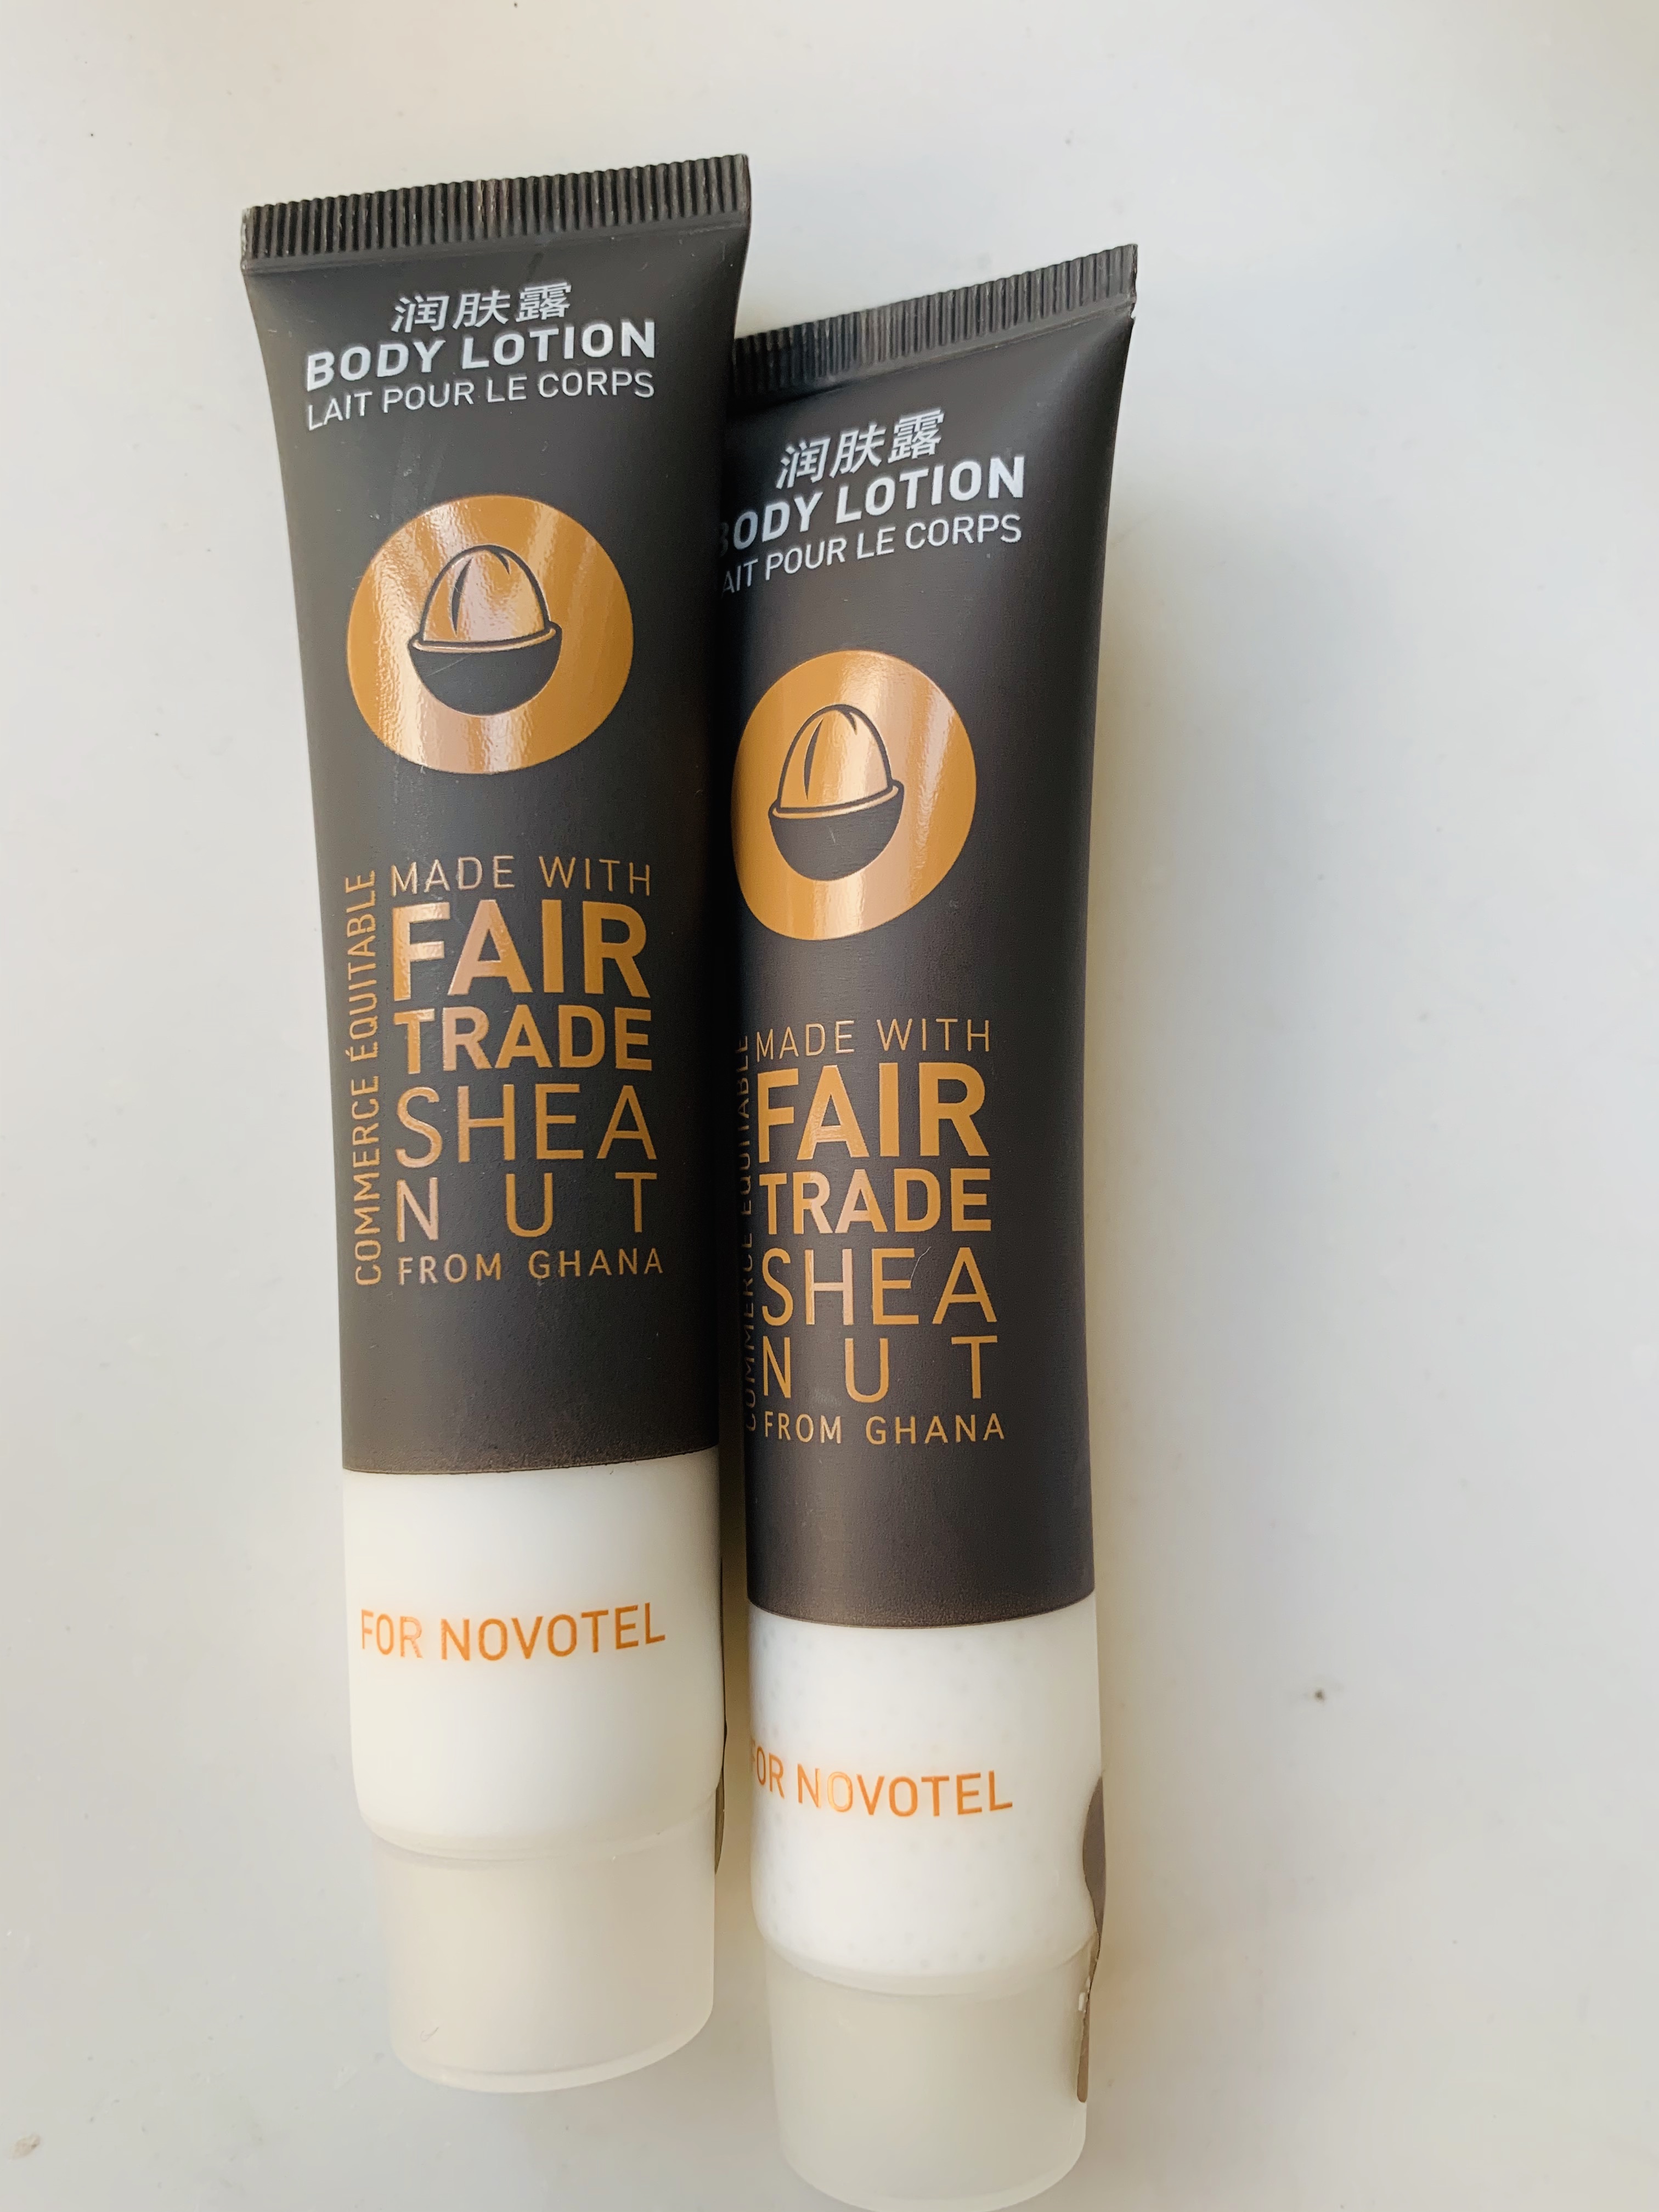 润肤露
BODY LOTION
LAIT POUR LE CORPS
COMMERCE ÉQUITABLE
MADE WITH
FAIR
TRADE
SHEA
NUT
FROM GHANA
FOR NOVOTEL
润肤露
BODY LOTION
LAIT POUR LE CORPS
COMMERCE ÉQUITABLE
MADE WITH
FAIR
TRADE
SHEA
NUT
FROM GHANA
FOR NOVOTEL